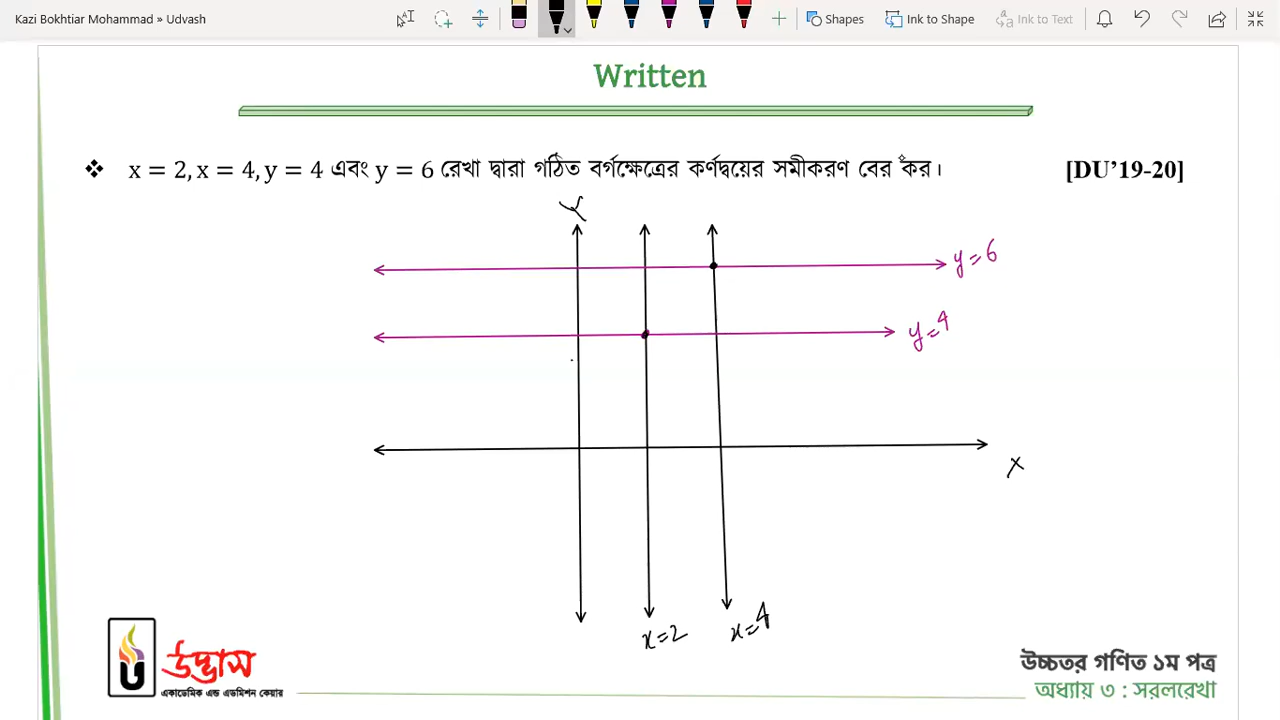 Kazi Bokhtiar Mohammad » Udvash
Shapes
Ink to Shape
Ink to Text
Written
❖ x = 2, x = 4, y = 4 এবং y = 6 রেখা দ্বারা গঠিত বর্গক্ষেত্রের কর্ণদ্বয়ের সমীকরণ বের কর। [DU’19-20]
Y
y = 6
y = 4
X
x = 2
x = 4
উদ্ভাস
একাডেমিক এন্ড এডমিশন কেয়ার
উচ্চতর গণিত ১ম পত্র
অধ্যায় ৩ : সরলরেখা